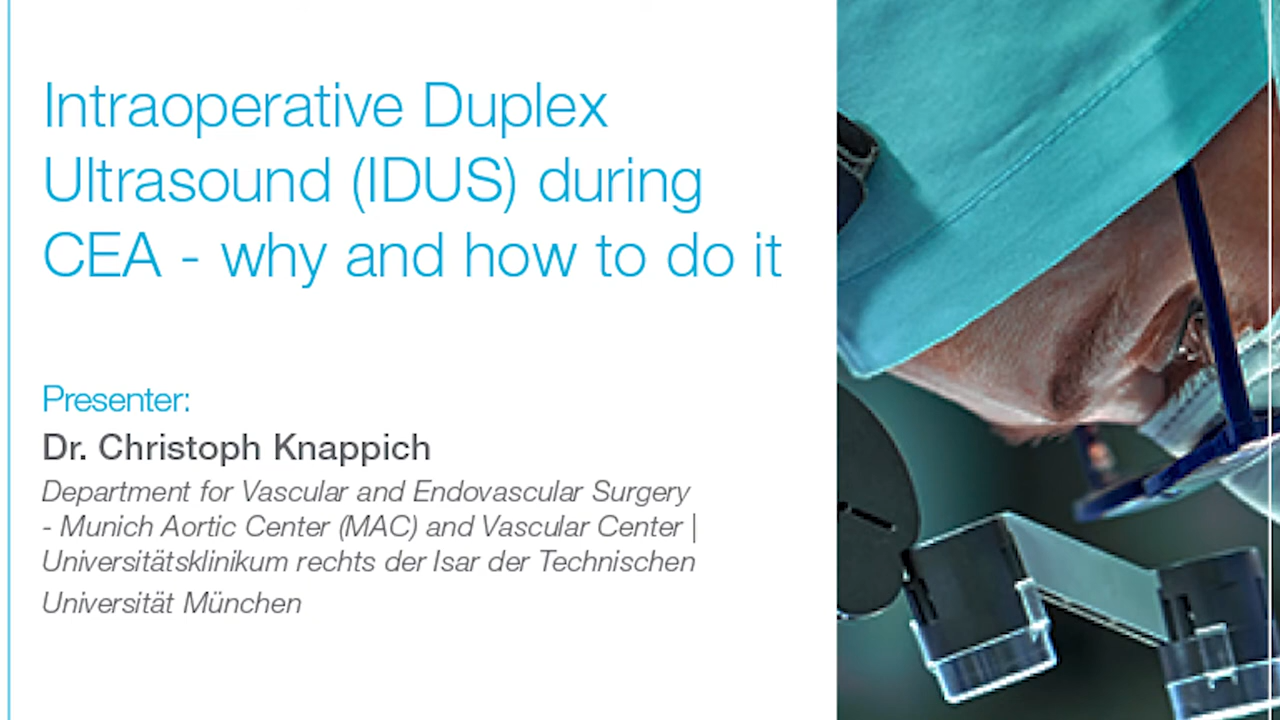 Intraoperative Duplex
Ultrasound (IDUS) during
CEA - why and how to do it
Presenter:
Dr. Christoph Knappich
Department for Vascular and Endovascular Surgery
- Munich Aortic Center (MAC) and Vascular Center |
Universitätsklinikum rechts der Isar der Technischen
Universität München